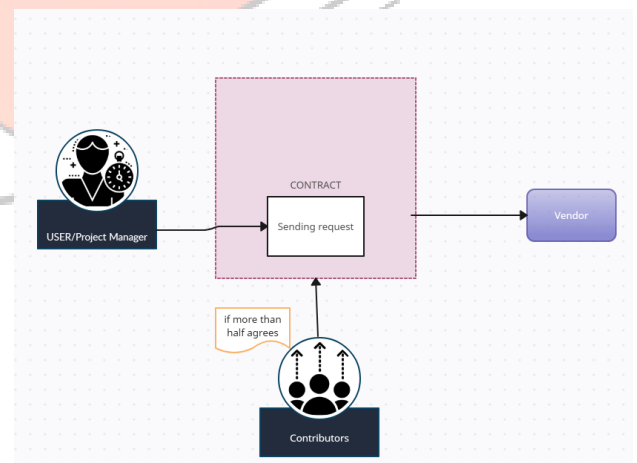 CONTRACT
Sending request
USER/Project Manager
Vendor
if more than
half agrees
Contributors